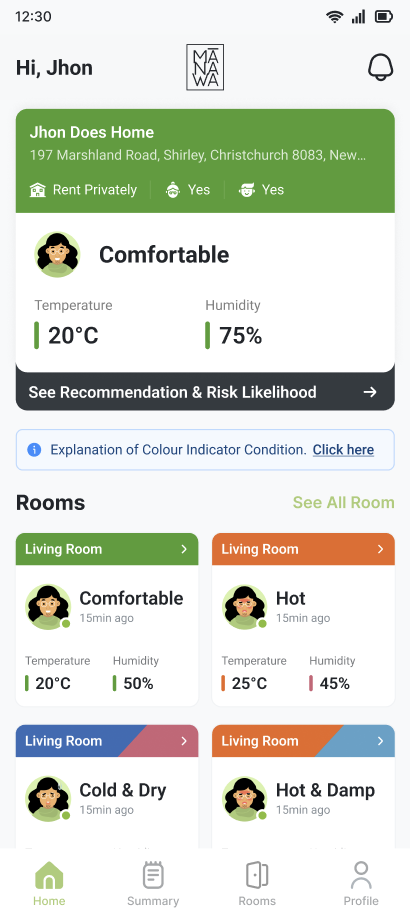 12:30
Hi, Jhon
MĀ
NA
WA
Jhon Does Home
197 Marshland Road, Shirley, Christchurch 8083, New...
Rent Privately Yes Yes
Comfortable
Temperature Humidity
20°C 75%
See Recommendation & Risk Likelihood
Explanation of Colour Indicator Condition. Click here
Rooms See All Room
Living Room Living Room
Comfortable Hot
15min ago 15min ago
Temperature Humidity Temperature Humidity
20°C 50% 25°C 45%
Living Room Living Room
Cold & Dry Hot & Damp
15min ago 15min ago
Home Summary Rooms Profile